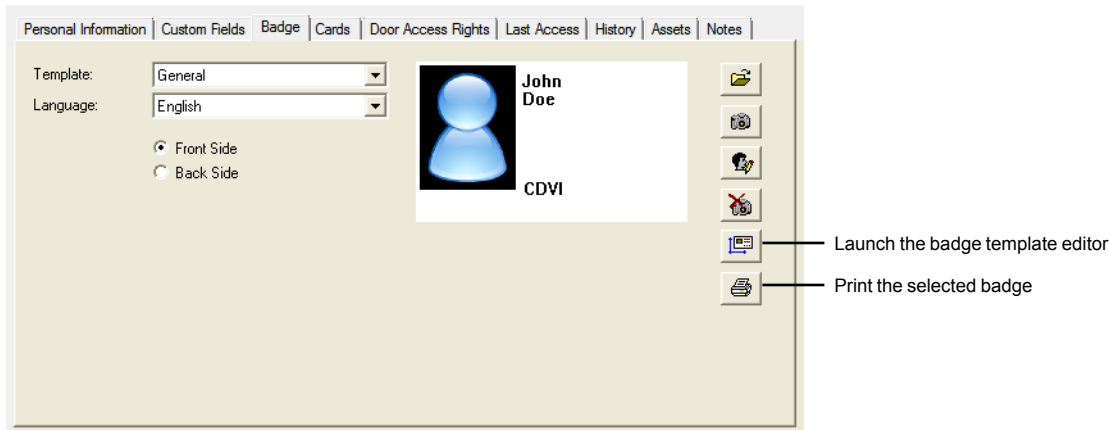 Personal Information Custom Fields Badge Cards Door Access Rights Last Access History Assets Notes
Template: General
Language: English
Front Side
Back Side
John
Doe
CDVI
Launch the badge template editor
Print the selected badge